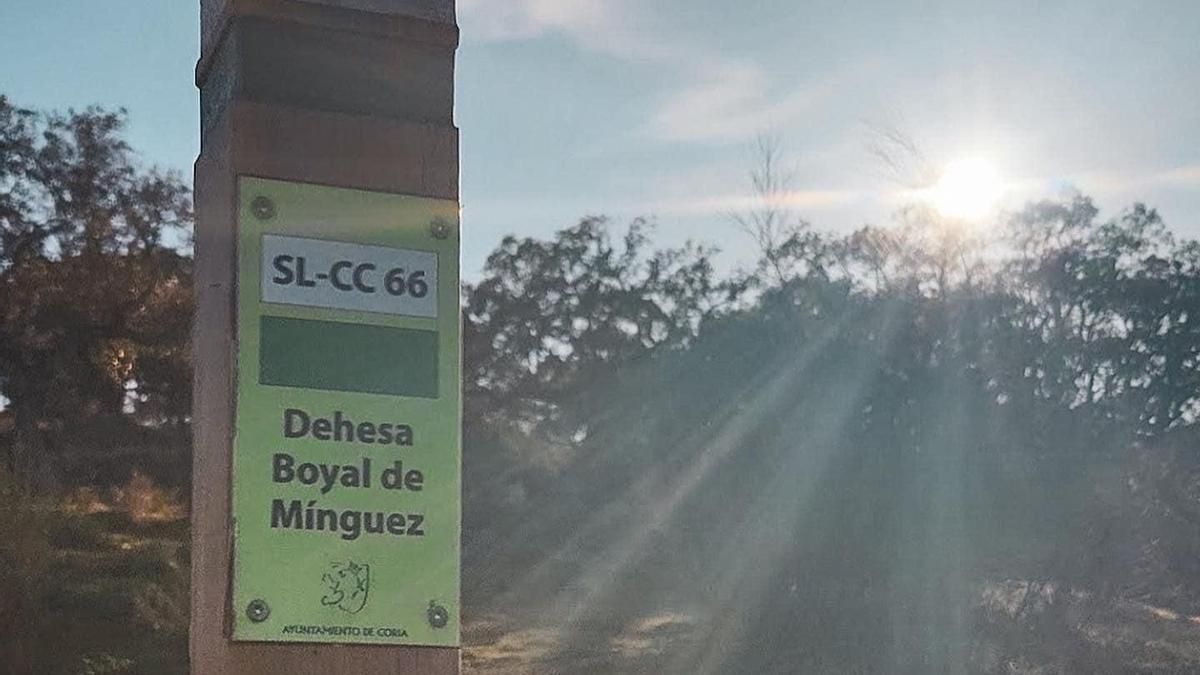 SL-CC 66
Dehesa
Boyal de
Mínguez
AYUNTAMIENTO DE CORIA